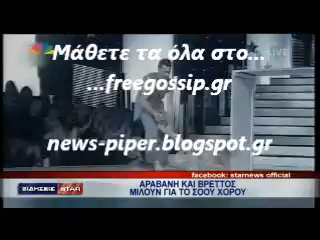 LIVE
Μάθετε τα όλα στο...
...freegossip.gr
news-piper.blogspot.gr
facebook: starnews official
ΕΙΔΗΣΕΙΣ STAR
ΑΡΑΒΑΝΗ ΚΑΙ ΒΡΕΤΤΟΣ
ΜΙΛΟΥΝ ΓΙΑ ΤΟ ΣΟΟΥ ΧΟΡΟΥ